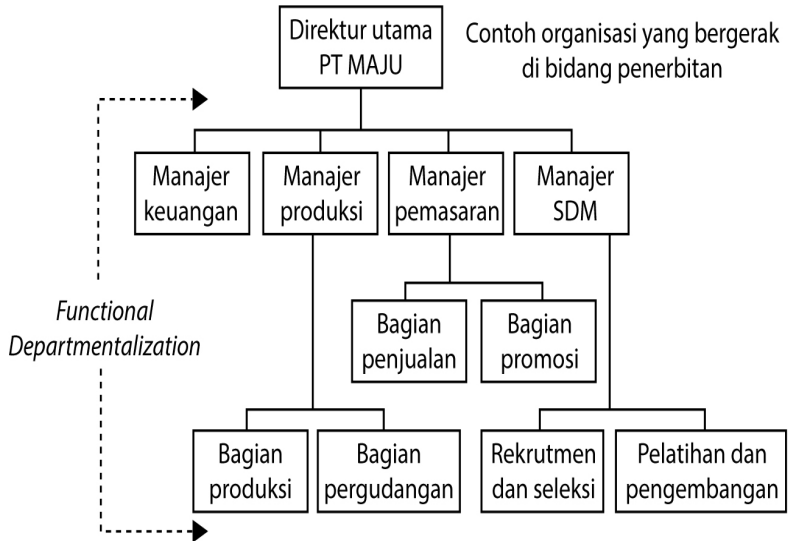 Direktur utama
PT MAJU
Contoh organisasi yang bergerak
di bidang penerbitan
Manajer
keuangan
Manajer
produksi
Manajer
pemasaran
Manajer
SDM
Functional
Departmentalization
Bagian
penjualan
Bagian
promosi
Bagian
produksi
Bagian
pergudangan
Rekrutmen
dan seleksi
Pelatihan dan
pengembangan